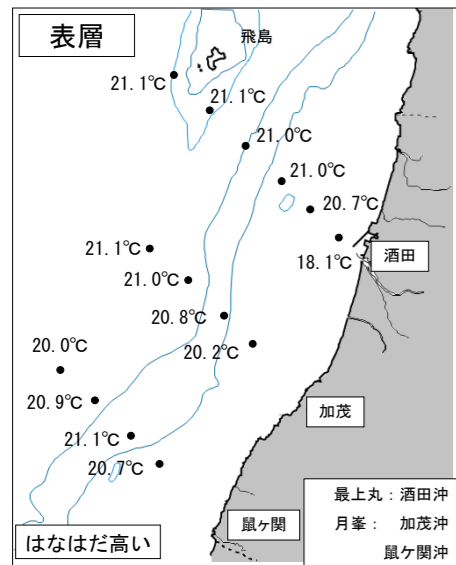 表層
飛島
21.1℃
21.1℃
21.0℃
21.0℃
20.7℃
18.1℃
酒田
21.1℃
21.0℃
20.8℃
20.2℃
20.0℃
20.9℃
21.1℃
20.7℃
加茂
鼠ヶ関
はなはだ高い
最上丸：酒田沖
月峯： 加茂沖
鼠ケ関沖